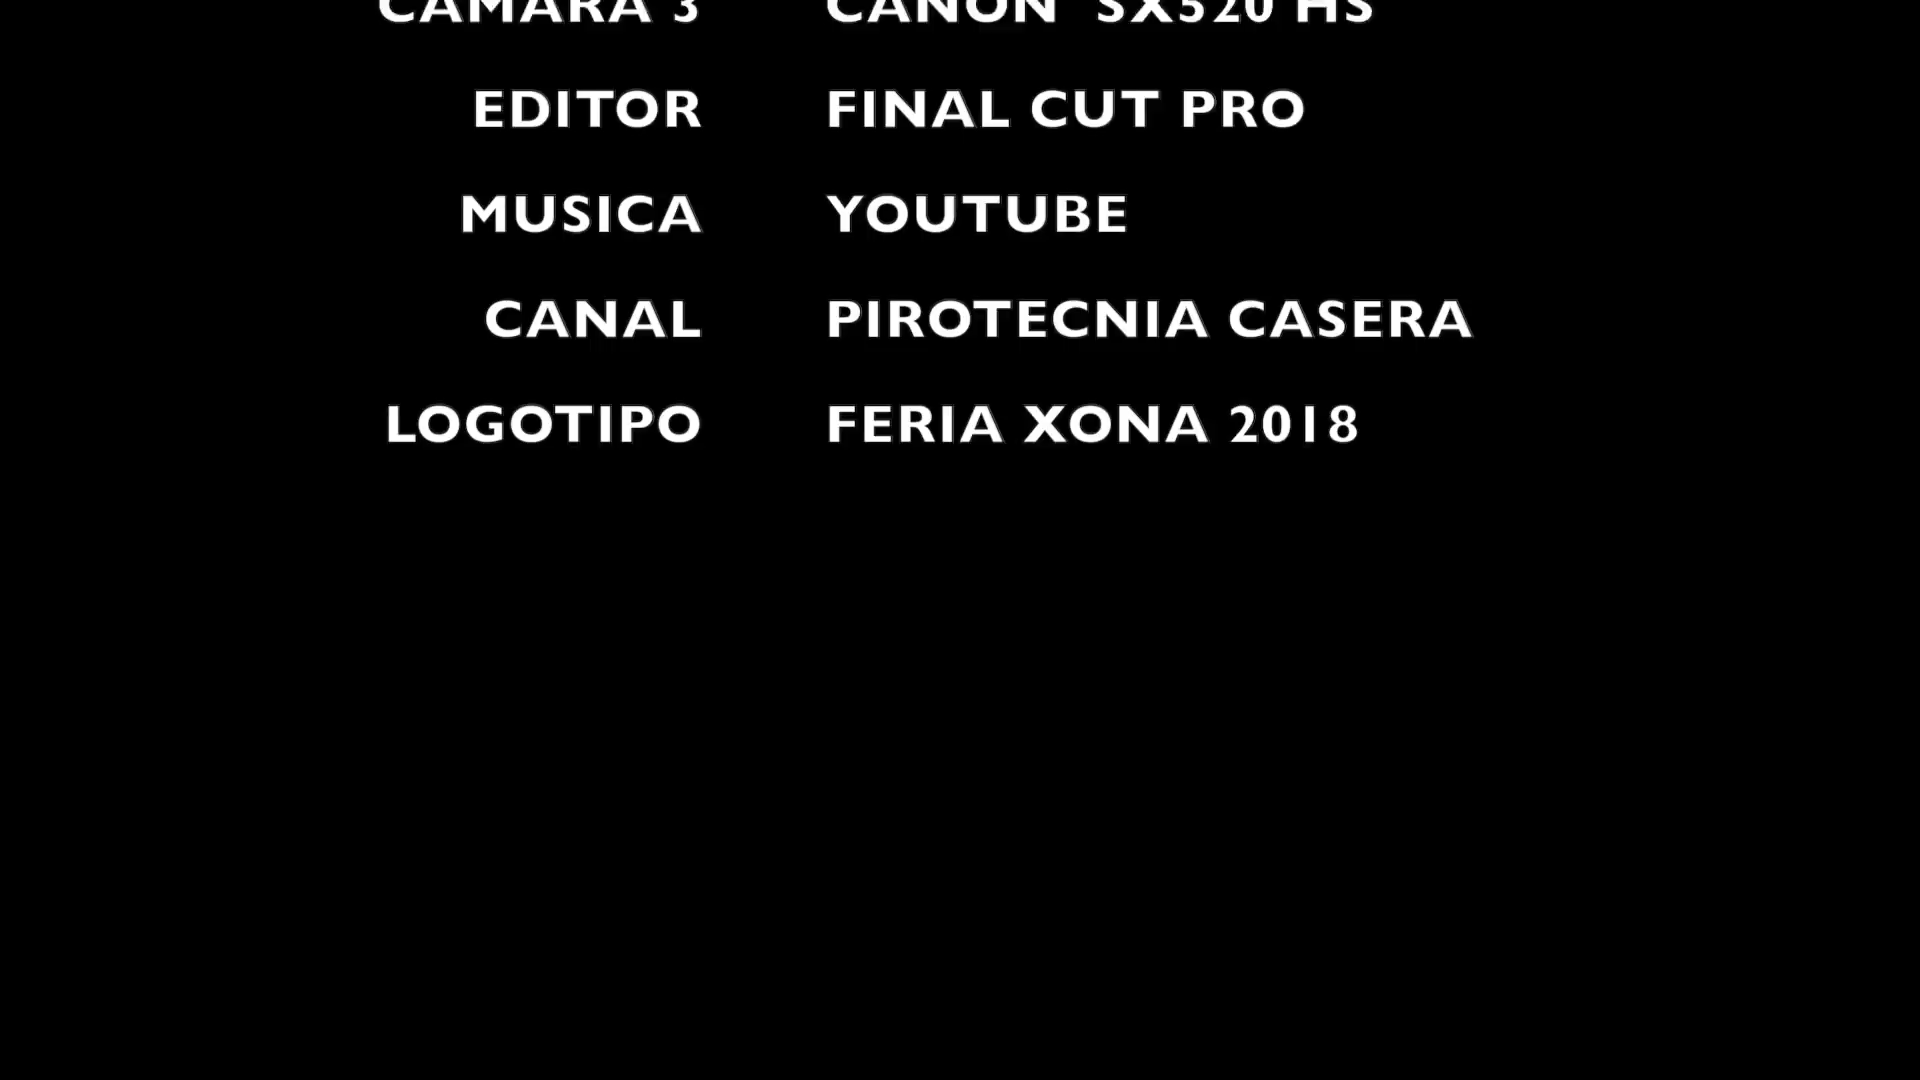 CAMARA 3 CANON SX520 HS
EDITOR FINAL CUT PRO
MUSICA YOUTUBE
CANAL PIROTECNIA CASERA
LOGOTIPO FERIA XONA 2018